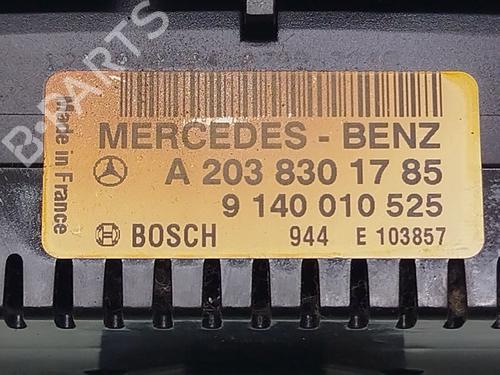 B-PARTS
Made in France
MERCEDES - BENZ
A 203 830 17 85
9 140 010 525
BOSCH 944 E 103857